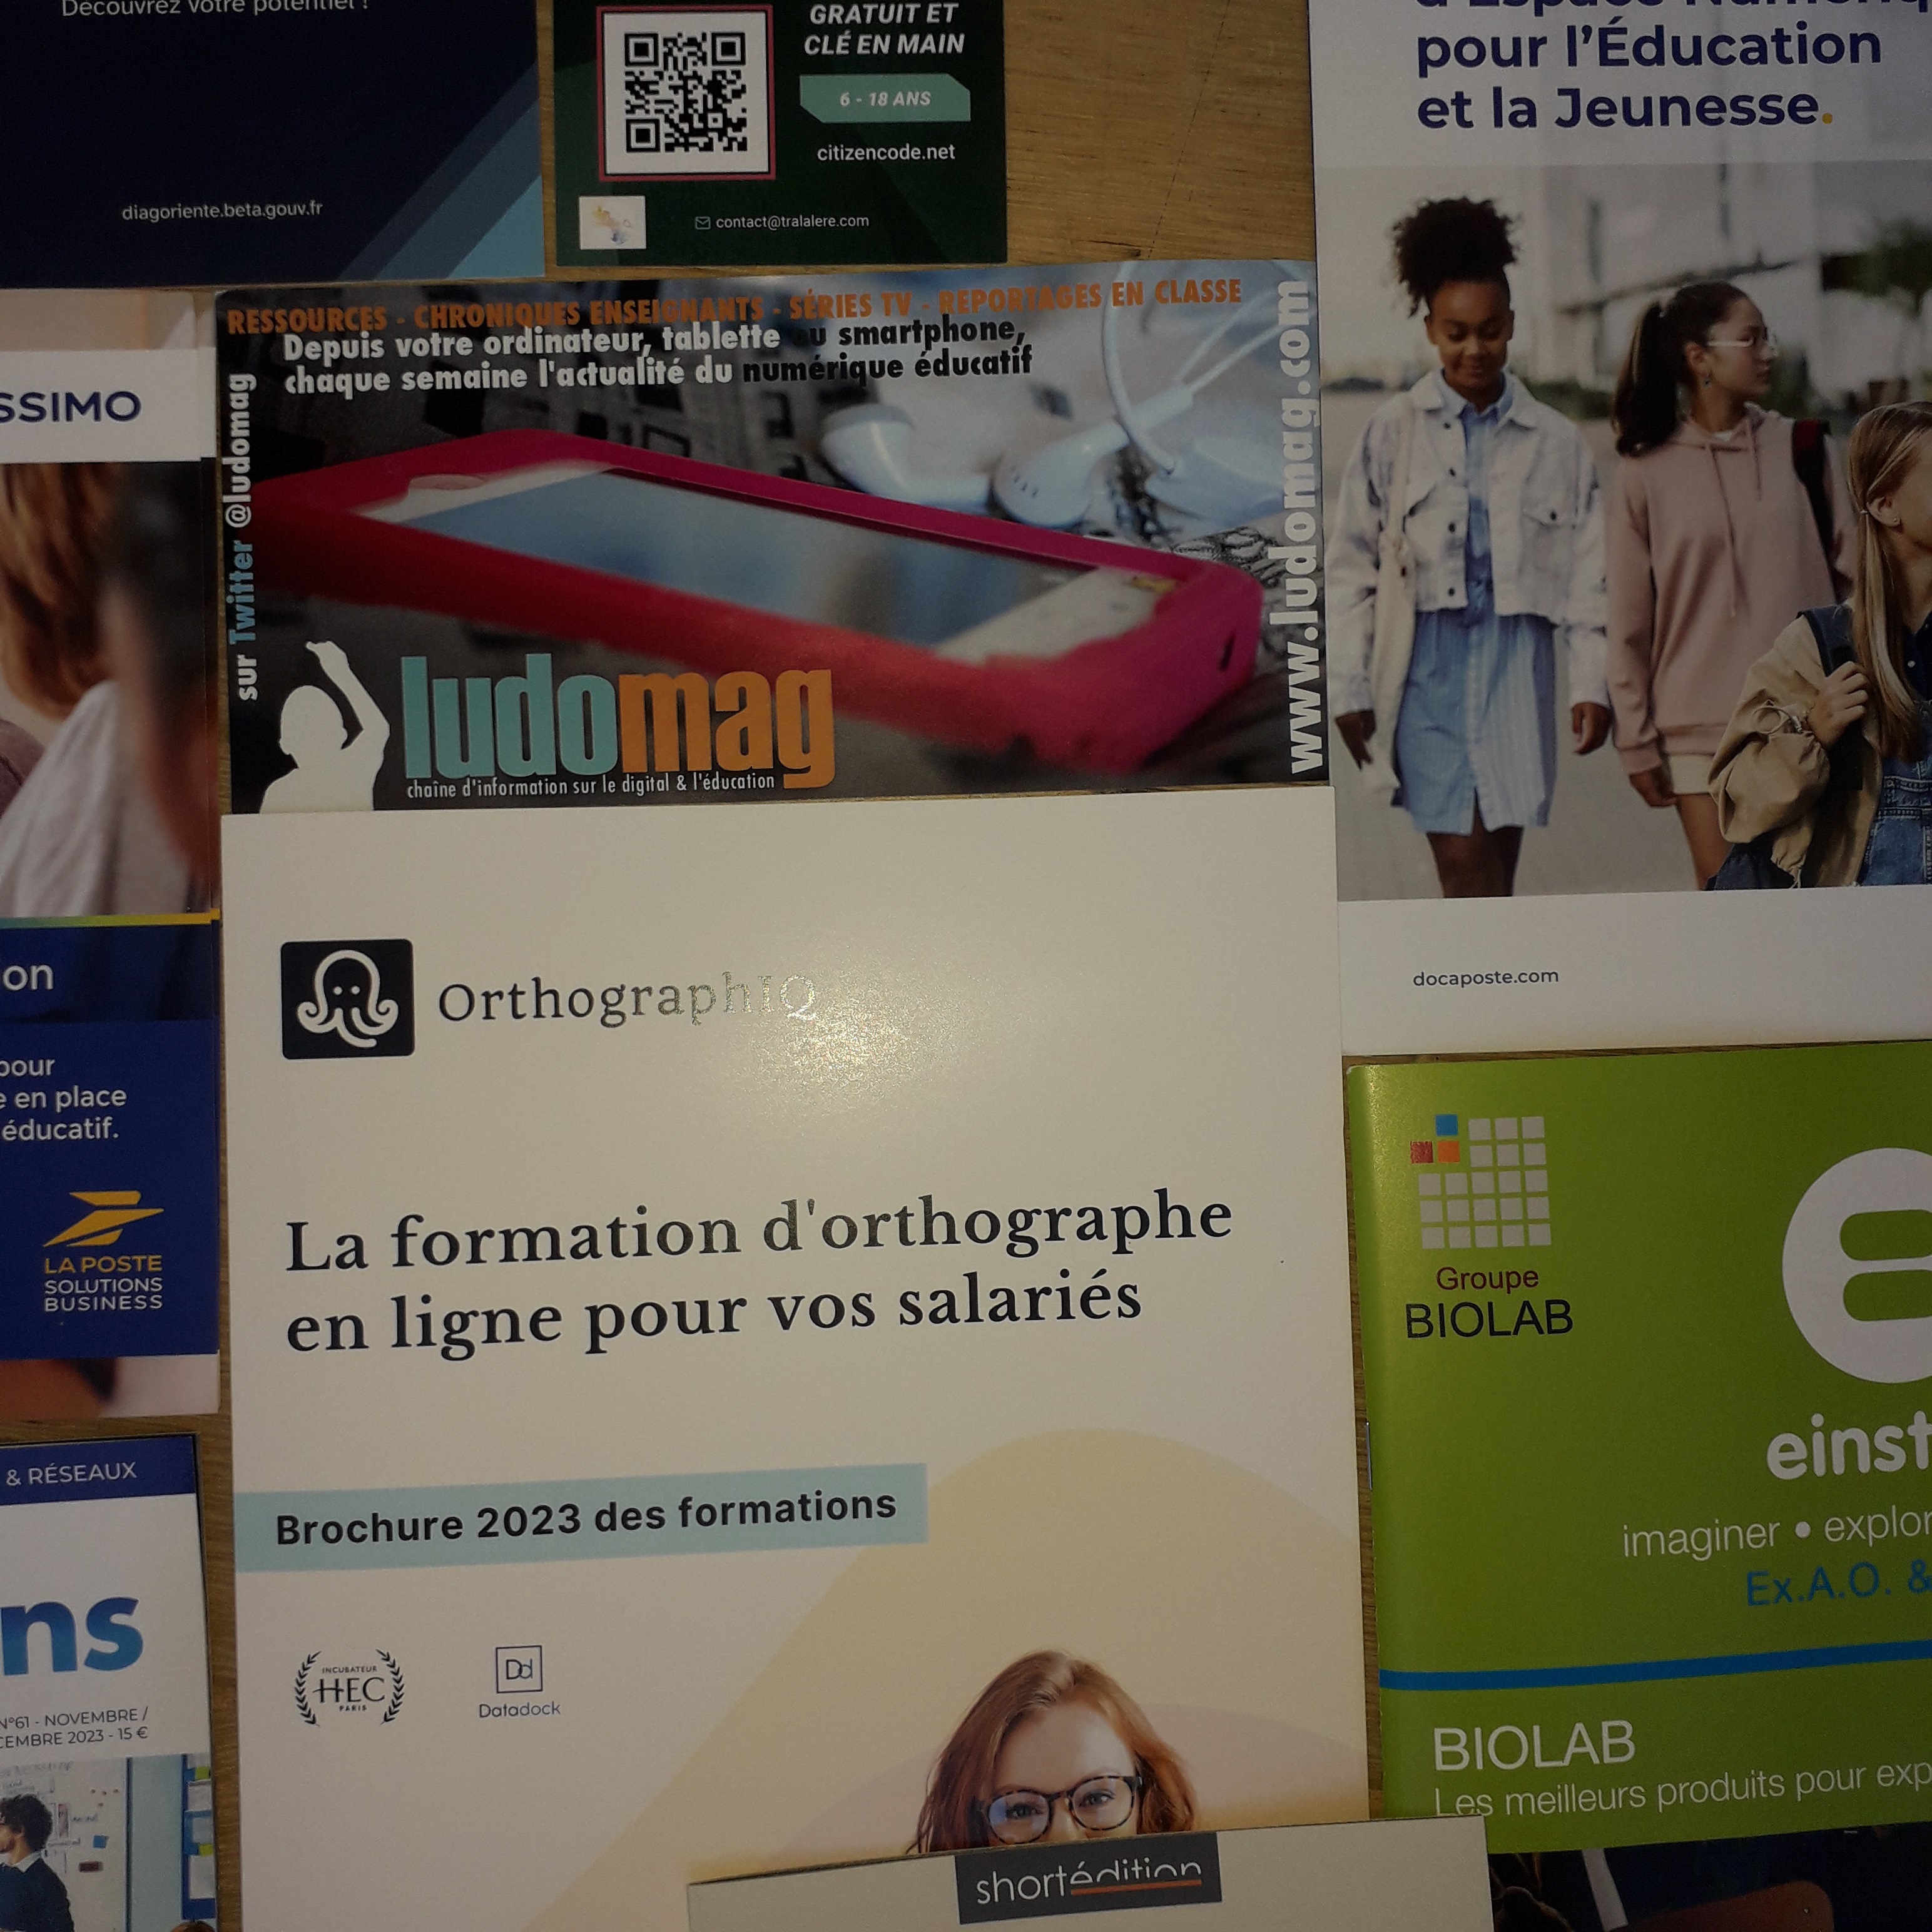 Découvrez votre potentiel !
diagoriente.beta.gouv.fr
GRATUIT ET
CLÉ EN MAIN
6 - 18 ANS
citizencode.net
contact@tralalere.com
d'Espace
pour l'Éducation
et la Jeunesse.
docaposte.com
RESSOURCES - CHRONIQUES ENSEIGNANTS - SÉRIES TV - REPORTAGES EN CLASSE
Depuis votre ordinateur, tablette ou smartphone,
chaque semaine l'actualité du numérique éducatif
sur Twitter @ludomag
www.ludomag.com
ludomag
chaîne d'information sur le digital & l'éducation
SSIMO
on
pour
e en place
éducatif.
LA POSTE
SOLUTIONS
BUSINESS
OrthographIQ
La formation d'orthographe
en ligne pour vos salariés
Brochure 2023 des formations
INCUBATEUR
HEC
PARIS
Dd
Datadock
Groupe
BIOLAB
e
einst
imaginer • explor
Ex.A.O. &
BIOLAB
Les meilleurs produits pour exp
& RÉSEAUX
ns
N°61 - NOVEMBRE /
CEMBRE 2023 - 15 €
shortédition